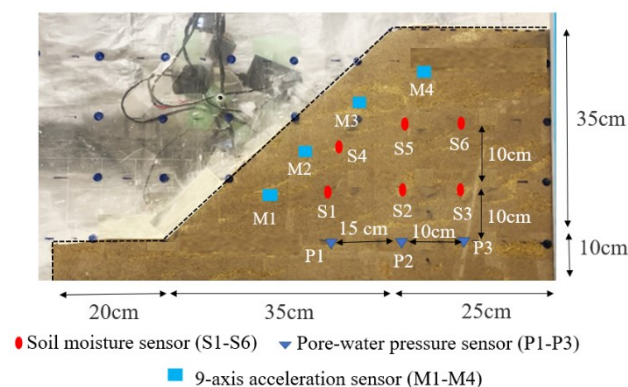 M4
M3
35cm
S5
S6
S4
M2
10cm
M1
S1
S2
S3
10cm
15 cm
10cm
P1
P2
P3
10cm
20cm
35cm
25cm
Soil moisture sensor (S1-S6)
Pore-water pressure sensor (P1-P3)
9-axis acceleration sensor (M1-M4)